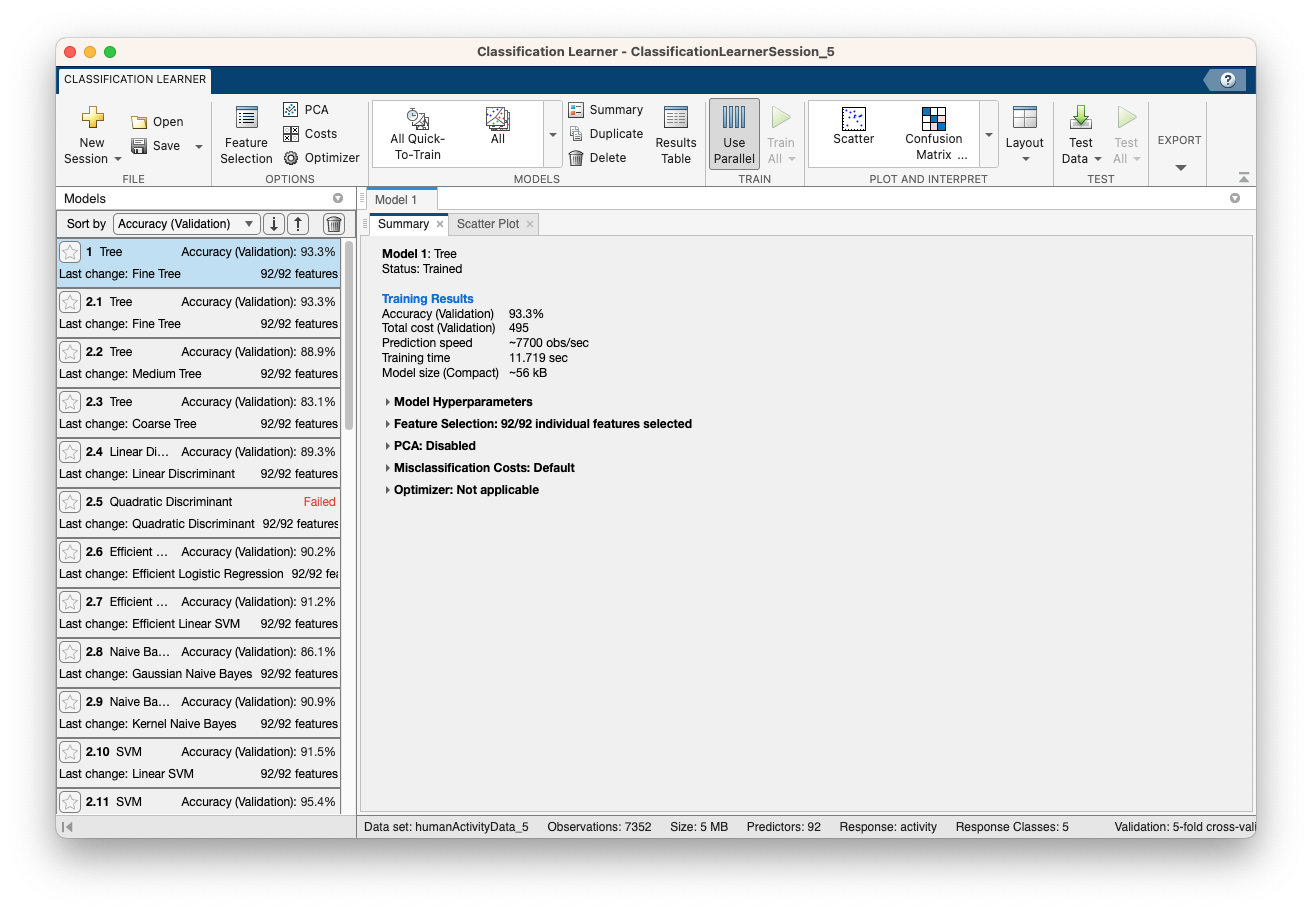 Classification Learner - ClassificationLearnerSession_5
CLASSIFICATION LEARNER
?
New Session
Open
Save
FILE
Feature Selection
PCA
Costs
Optimizer
OPTIONS
All Quick-To-Train
All
Summary
Duplicate
Delete
Results Table
MODELS
Use Parallel
Train All
TRAIN
Scatter
Confusion Matrix ...
Layout
PLOT AND INTERPRET
Test Data
Test All
TEST
EXPORT
Models
Sort by Accuracy (Validation)
1 Tree Accuracy (Validation): 93.3%
Last change: Fine Tree 92/92 features
2.1 Tree Accuracy (Validation): 93.3%
Last change: Fine Tree 92/92 features
2.2 Tree Accuracy (Validation): 88.9%
Last change: Medium Tree 92/92 features
2.3 Tree Accuracy (Validation): 83.1%
Last change: Coarse Tree 92/92 features
2.4 Linear Di... Accuracy (Validation): 89.3%
Last change: Linear Discriminant 92/92 features
2.5 Quadratic Discriminant Failed
Last change: Quadratic Discriminant 92/92 features
2.6 Efficient ... Accuracy (Validation): 90.2%
Last change: Efficient Logistic Regression 92/92 fea
2.7 Efficient ... Accuracy (Validation): 91.2%
Last change: Efficient Linear SVM 92/92 features
2.8 Naive Ba... Accuracy (Validation): 86.1%
Last change: Gaussian Naive Bayes 92/92 features
2.9 Naive Ba... Accuracy (Validation): 90.9%
Last change: Kernel Naive Bayes 92/92 features
2.10 SVM Accuracy (Validation): 91.5%
Last change: Linear SVM 92/92 features
2.11 SVM Accuracy (Validation): 95.4%
Model 1
Summary
Scatter Plot
Model 1: Tree
Status: Trained
Training Results
Accuracy (Validation) 93.3%
Total cost (Validation) 495
Prediction speed ~7700 obs/sec
Training time 11.719 sec
Model size (Compact) ~56 kB
Model Hyperparameters
Feature Selection: 92/92 individual features selected
PCA: Disabled
Misclassification Costs: Default
Optimizer: Not applicable
Data set: humanActivityData_5 Observations: 7352 Size: 5 MB Predictors: 92 Response: activity Response Classes: 5 Validation: 5-fold cross-vali